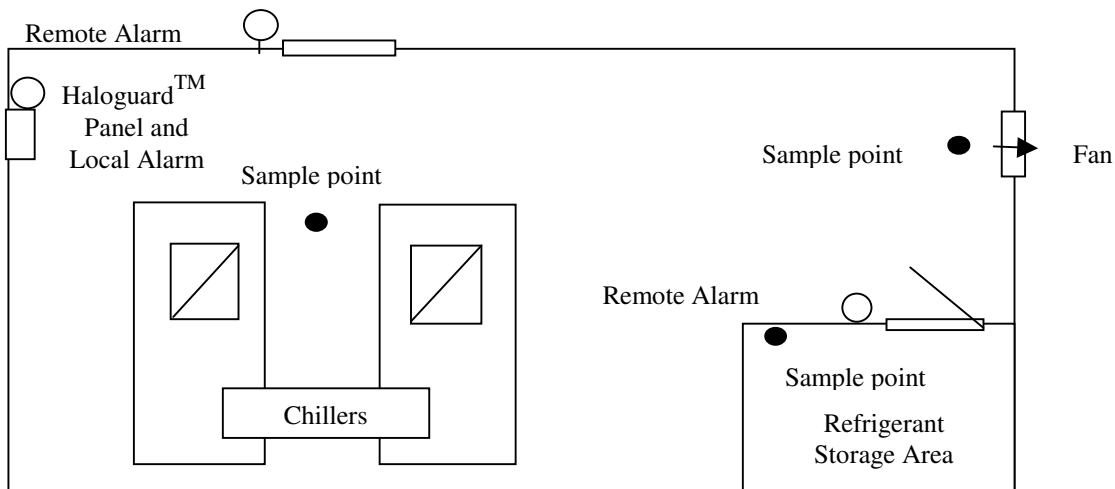 Remote Alarm
Haloguard™
Panel and
Local Alarm
Sample point
Sample point
Fan
Remote Alarm
Sample point
Chillers
Refrigerant
Storage Area